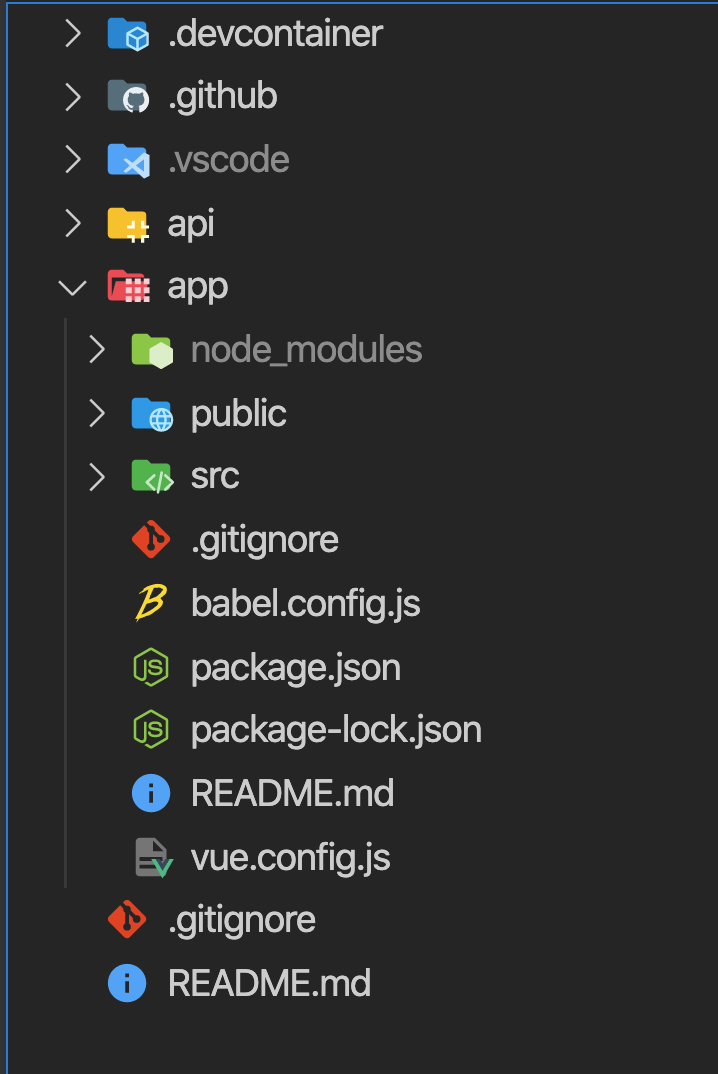 .devcontainer
.github
.vscode
api
app
node_modules
public
src
.gitignore
babel.config.js
package.json
package-lock.json
README.md
vue.config.js
.gitignore
README.md